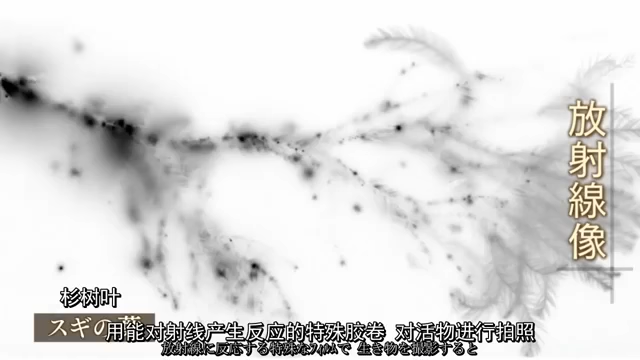 放射線像
杉树叶
スギの葉
用能对射线产生反应的特殊胶卷 对活物进行拍照
放射線に反応する特殊なフィルムで 生き物を撮影すると